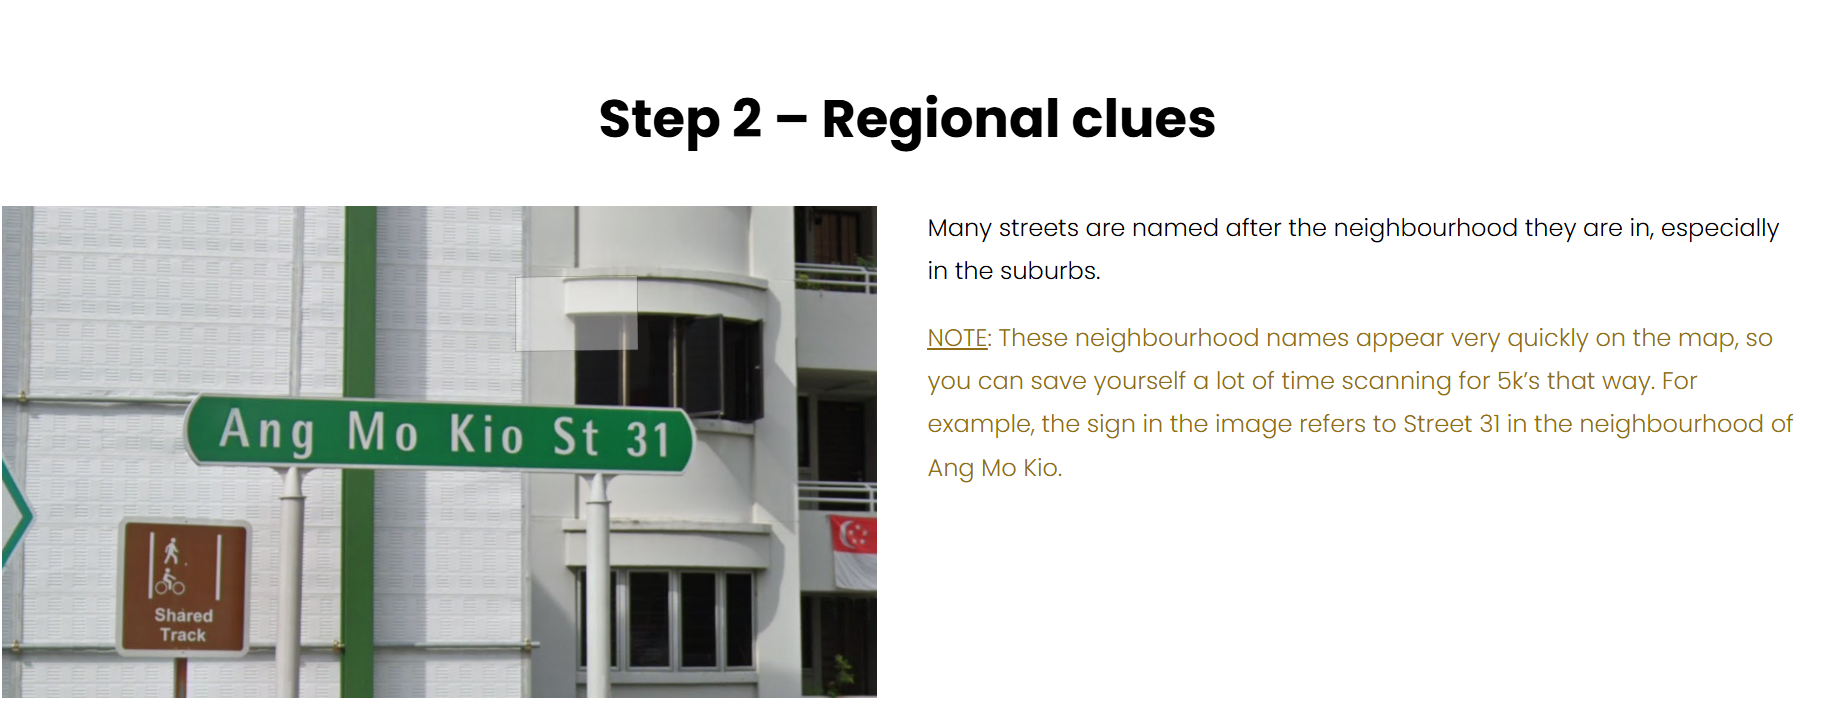 Step 2 – Regional clues
Many streets are named after the neighbourhood they are in, especially
in the suburbs.
NOTE: These neighbourhood names appear very quickly on the map, so
you can save yourself a lot of time scanning for 5k’s that way. For
example, the sign in the image refers to Street 31 in the neighbourhood of
Ang Mo Kio.
Ang Mo Kio St 31
Shared
Track